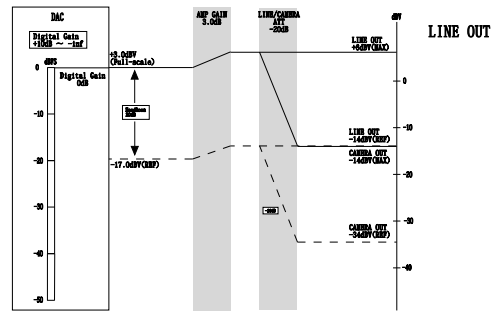 DAC
AMP GAIN
3.0dB
LINE/CAMERA
ATT
-20dB
dBV
LINE OUT
Digital Gain
+10dB ~ -inf
dBFS
+3.0dBV
(Full-scale)
LINE OUT
+6dBV(MAX)
0
Digital Gain
0dB
0
20dB
-10
-10
LINE OUT
-14dBV(REF)
CAMERA OUT
-14dBV(MAX)
-20
-17.0dBV(REF)
-20
-30
-20dB
-30
CAMERA OUT
-34dBV(REF)
-40
-40
-50